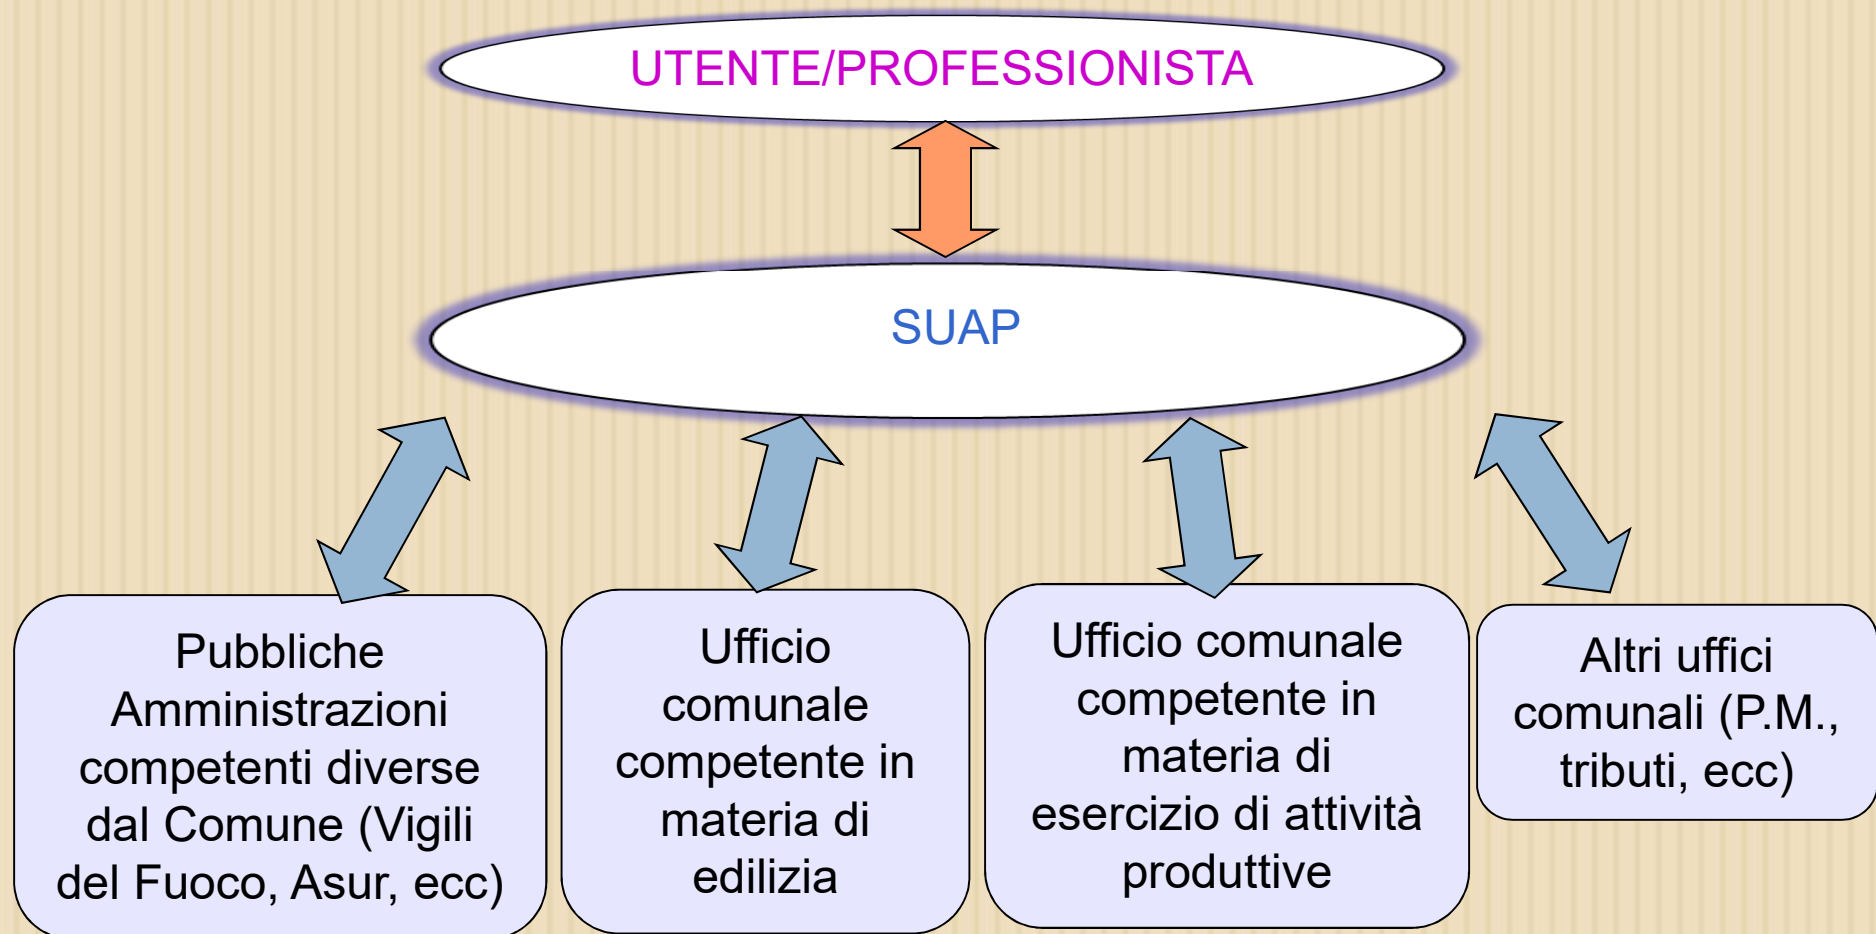 UTENTE/PROFESSIONISTA
SUAP
Pubbliche
Amministrazioni
competenti diverse
dal Comune (Vigili
del Fuoco, Asur, ecc)
Ufficio
comunale
competente in
materia di
edilizia
Ufficio comunale
competente in
materia di
esercizio di attività
produttive
Altri uffici
comunali (P.M.,
tributi, ecc)